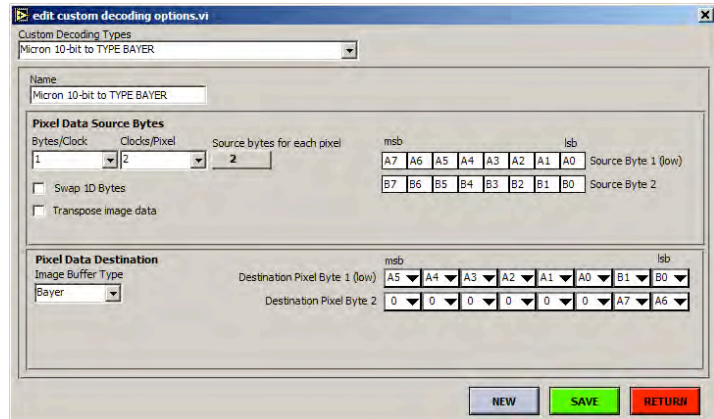 edit custom decoding options.vi
Custom Decoding Types
Micron 10-bit to TYPE BAYER
Name
Micron 10-bit to TYPE BAYER
Pixel Data Source Bytes
Bytes/Clock Clocks/Pixel Source bytes for each pixel msb lsb
1 2 2 A7 A6 A5 A4 A3 A2 A1 A0 Source Byte 1 (low)
Swap 1D Bytes B7 B6 B5 B4 B3 B2 B1 B0 Source Byte 2
Transpose image data
Pixel Data Destination msb lsb
Image Buffer Type Destination Pixel Byte 1 (low) A5 A4 A3 A2 A1 A0 B1 B0
Bayer Destination Pixel Byte 2 0 0 0 0 0 0 A7 A6
NEW SAVE RETURN